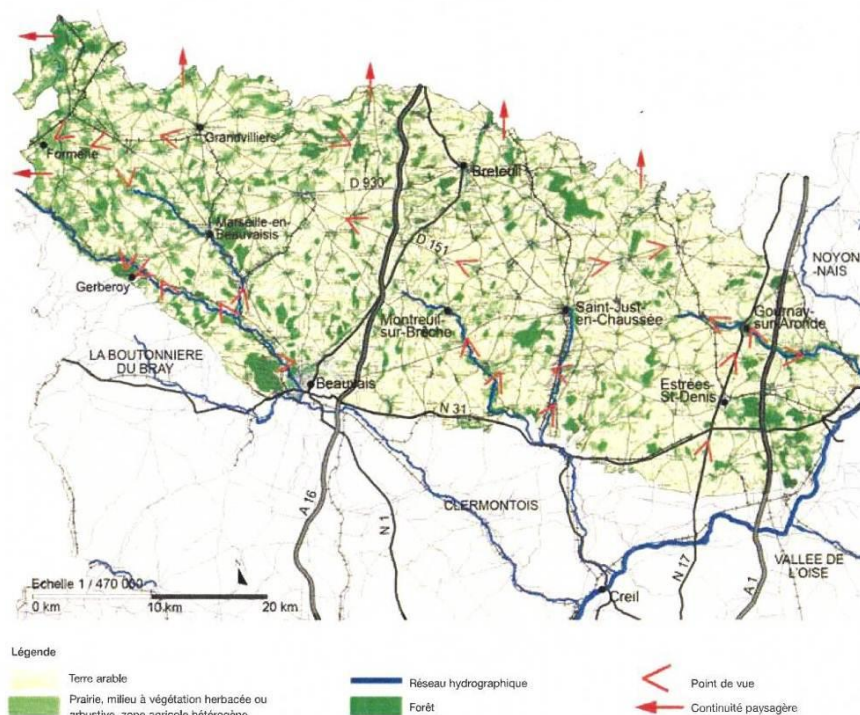 Formerie
Grandvilliers
Breteuil
D 930
Marseille-en-
Beauvaisis
D 151
NOYON-
NAIS
Gerberoy
Montreuil-
sur-Brèche
Saint-Just-
en-Chaussée
Gournay-
sur-Aronde
LA BOUTONNIERE
DU BRAY
Beauvais
Estrées-
St-Denis
N 31
CLERMONTOIS
A 16
N 1
N 17
A 1
VALLEE DE
L'OISE
Creil
Echelle 1 / 470 000
0 km 10 km 20 km
Légende
Terre arable
Réseau hydrographique
Point de vue
Prairie, milieu à végétation herbacée ou
arbustive, zone agricole hétérogène
Forêt
Continuité paysagère